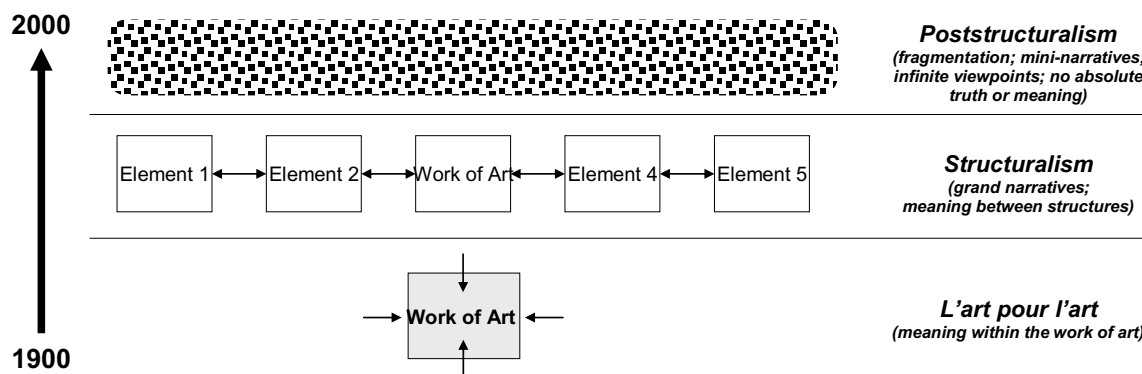 2000
Poststructuralism
(fragmentation; mini-narratives;
infinite viewpoints; no absolute
truth or meaning)
Element 1
Element 2
Work of Art
Element 4
Element 5
Structuralism
(grand narratives;
meaning between structures)
Work of Art
L'art pour l'art
(meaning within the work of art)
1900